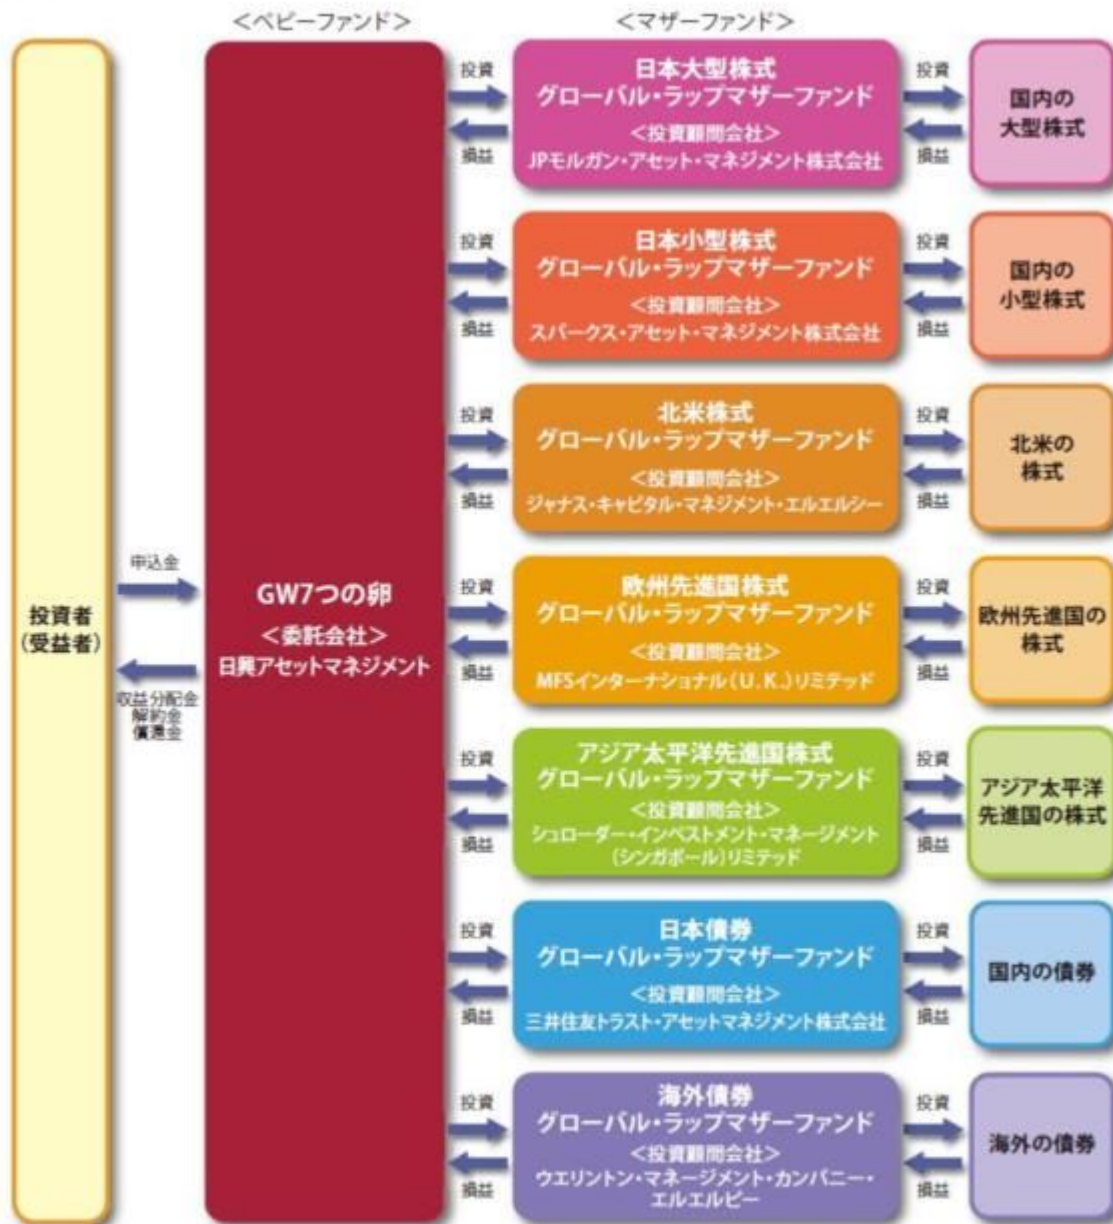 ＜ベビーファンド＞
＜マザーファンド＞
投資者
(受益者)
申込金
収益分配金
解約金
償還金
GW7つの卵
＜委託会社＞
日興アセットマネジメント
投資
損益
日本大型株式
グローバル・ラップマザーファンド
＜投資顧問会社＞
JPモルガン・アセット・マネジメント株式会社
投資
損益
国内の
大型株式
投資
損益
日本小型株式
グローバル・ラップマザーファンド
＜投資顧問会社＞
スパークス・アセット・マネジメント株式会社
投資
損益
国内の
小型株式
投資
損益
北米株式
グローバル・ラップマザーファンド
＜投資顧問会社＞
ジャナス・キャピタル・マネジメント・エルエルシー
投資
損益
北米の
株式
投資
損益
欧州先進国株式
グローバル・ラップマザーファンド
＜投資顧問会社＞
MFSインターナショナル(U.K.)リミテッド
投資
損益
欧州先進国の
株式
投資
損益
アジア太平洋先進国株式
グローバル・ラップマザーファンド
＜投資顧問会社＞
シュローダー・インベストメント・マネージメント
(シンガポール)リミテッド
投資
損益
アジア太平洋
先進国の株式
投資
損益
日本債券
グローバル・ラップマザーファンド
＜投資顧問会社＞
三井住友トラスト・アセットマネジメント株式会社
投資
損益
国内の債券
投資
損益
海外債券
グローバル・ラップマザーファンド
＜投資顧問会社＞
ウエリントン・マネージメント・カンパニー・
エルエルピー
投資
損益
海外の債券